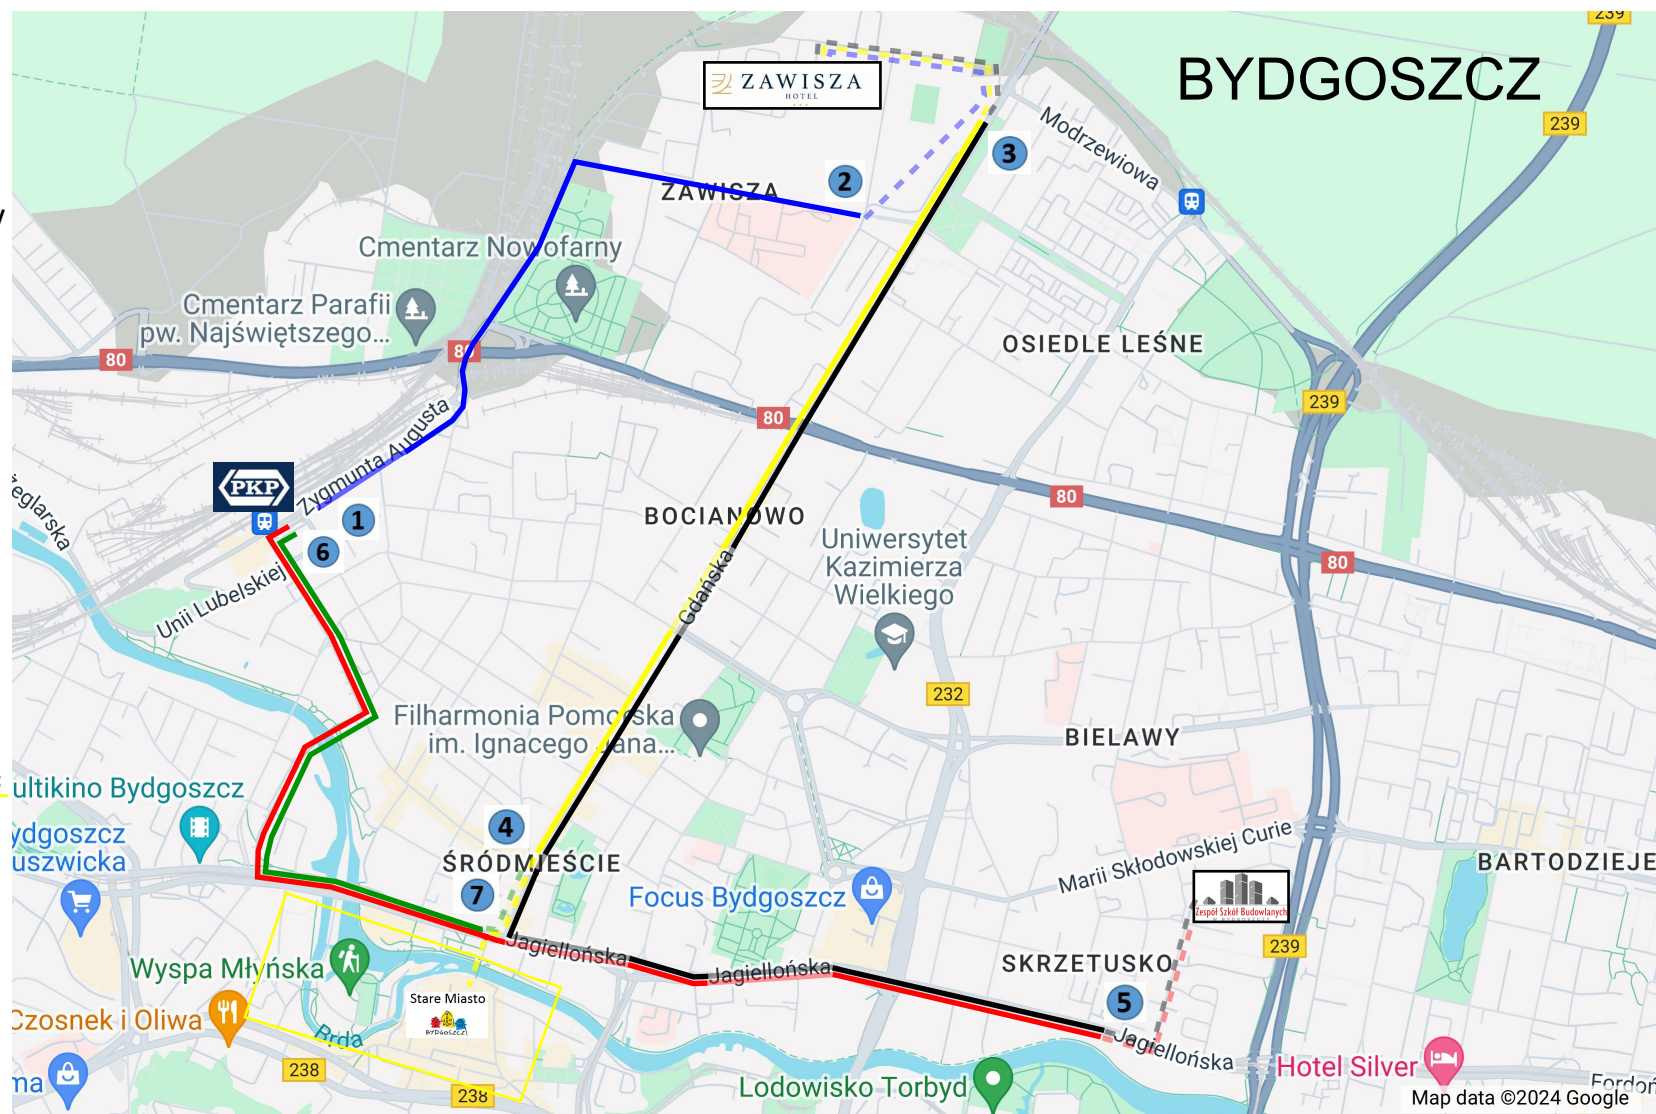 239
BYDGOSZCZ
ZAWISZA
HOTEL
239
Modrzewiowa
3
2
ZAWISZA
Cmentarz Nowofarny
Cmentarz Parafii
pw. Najświętszego...
OSIEDLE LEŚNE
80
80
239
80
Zygmunta Augusta
PKP
80
1
BOCIANOWO
6
Uniwersytet
Kazimierza
Wielkiego
80
Unii Lubelskiej
Gdańska
232
Filharmonia Pomorska
im. Ignacego Jana...
BIELAWY
ultikino Bydgoszcz
4
ydgoszcz
uszwicka
Marii Skłodowskiej Curie
ŚRÓDMIEŚCIE
BARTODZIEJE
7
Focus Bydgoszcz
Zespół Szkół Budowlanych
Jagiellońska
239
Wyspa Młyńska
Jagiellońska
SKRZETUSKO
Stare Miasto
BYDGOSZCZ
5
Czosnek i Oliwa
Brda
Jagiellońska
238
Hotel Silver
ma
Lodowisko Torbyd
238
Fordoń
Map data ©2024 Google